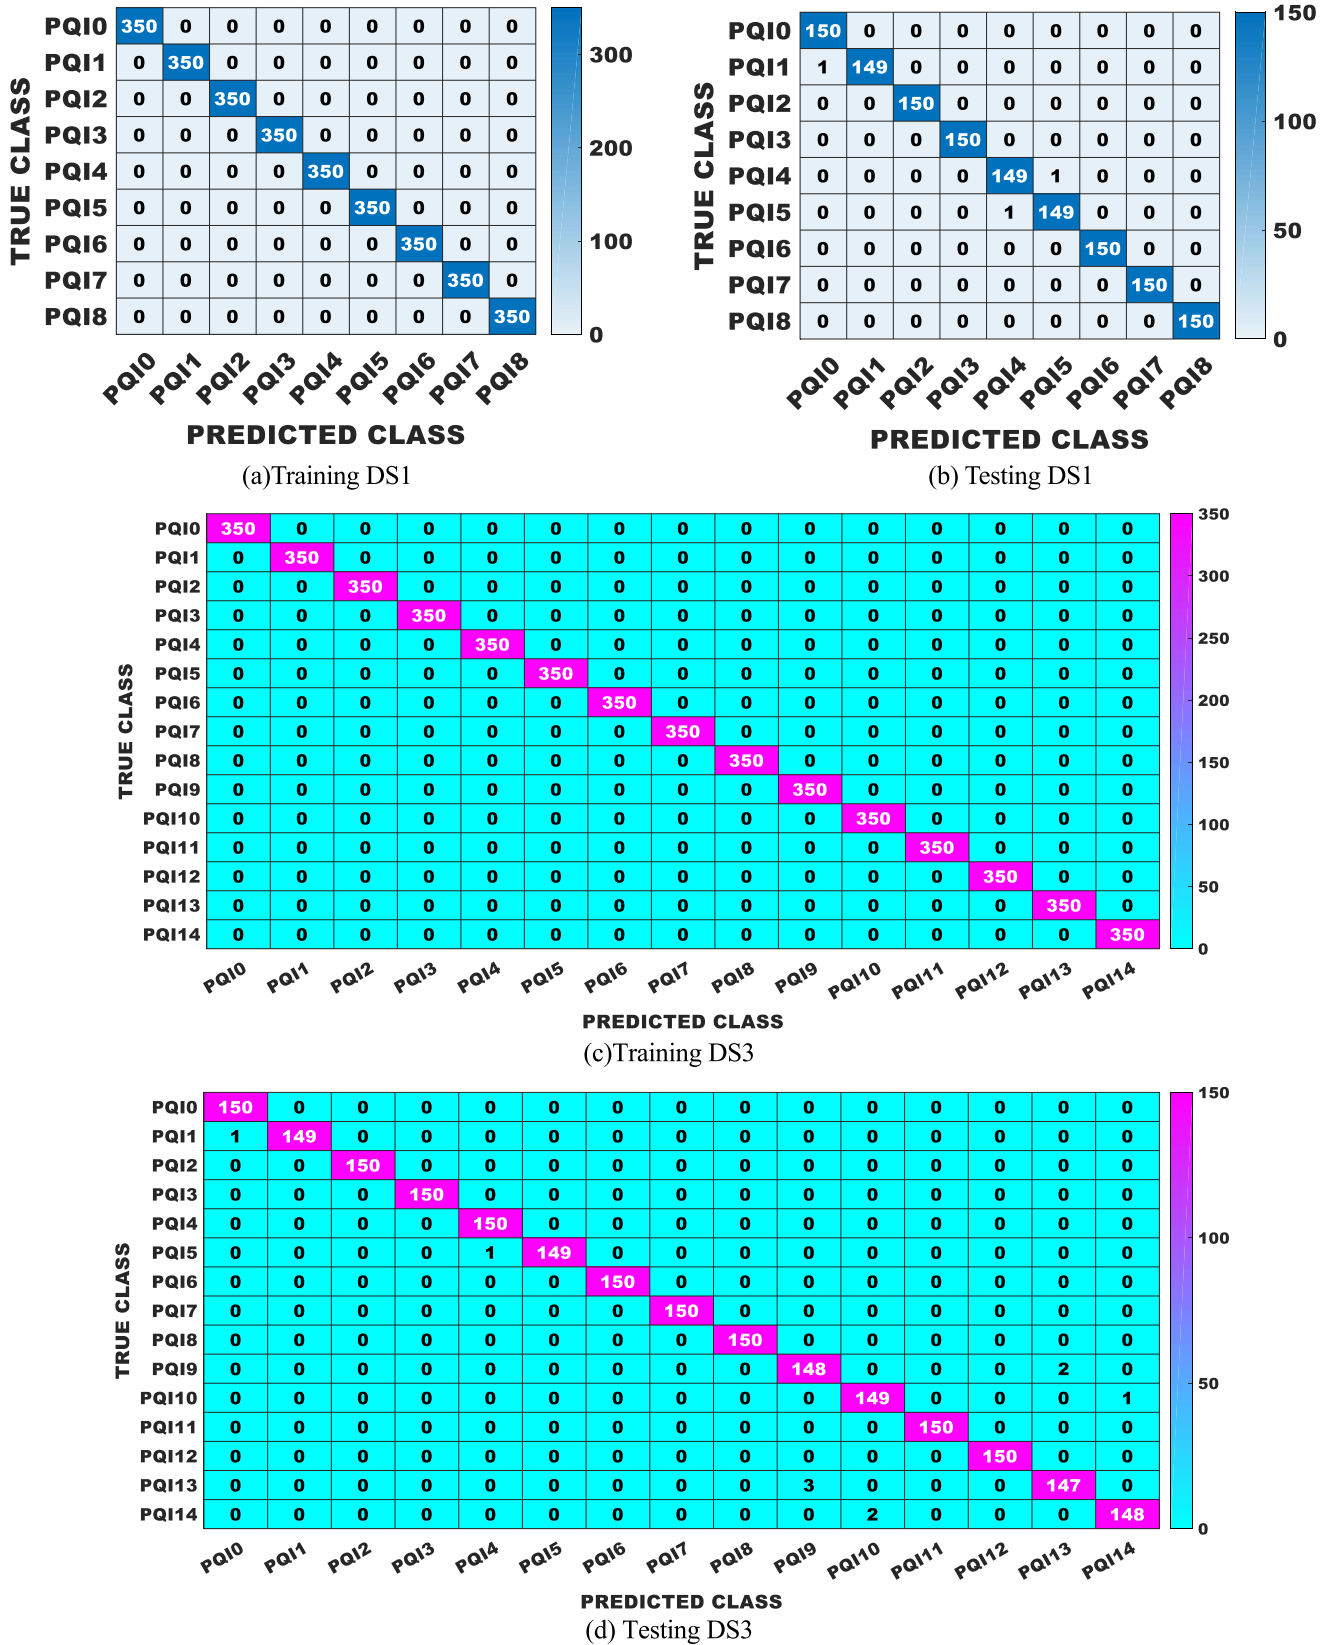 TRUE CLASS
PQI0 350 0 0 0 0 0 0 0 0
PQI1 0 350 0 0 0 0 0 0 0
PQI2 0 0 350 0 0 0 0 0 0
PQI3 0 0 0 350 0 0 0 0 0
PQI4 0 0 0 0 350 0 0 0 0
PQI5 0 0 0 0 0 350 0 0 0
PQI6 0 0 0 0 0 0 350 0 0
PQI7 0 0 0 0 0 0 0 350 0
PQI8 0 0 0 0 0 0 0 0 350
PQI0 PQI1 PQI2 PQI3 PQI4 PQI5 PQI6 PQI7 PQI8
300
200
100
0
PREDICTED CLASS
(a)Training DS1
TRUE CLASS
PQI0 150 0 0 0 0 0 0 0 0
PQI1 1 149 0 0 0 0 0 0 0
PQI2 0 0 150 0 0 0 0 0 0
PQI3 0 0 0 150 0 0 0 0 0
PQI4 0 0 0 0 149 1 0 0 0
PQI5 0 0 0 0 1 149 0 0 0
PQI6 0 0 0 0 0 0 150 0 0
PQI7 0 0 0 0 0 0 0 150 0
PQI8 0 0 0 0 0 0 0 0 150
PQI0 PQI1 PQI2 PQI3 PQI4 PQI5 PQI6 PQI7 PQI8
150
100
50
0
PREDICTED CLASS
(b) Testing DS1
TRUE CLASS
PQI0 350 0 0 0 0 0 0 0 0 0 0 0 0 0 0
PQI1 0 350 0 0 0 0 0 0 0 0 0 0 0 0 0
PQI2 0 0 350 0 0 0 0 0 0 0 0 0 0 0 0
PQI3 0 0 0 350 0 0 0 0 0 0 0 0 0 0 0
PQI4 0 0 0 0 350 0 0 0 0 0 0 0 0 0 0
PQI5 0 0 0 0 0 350 0 0 0 0 0 0 0 0 0
PQI6 0 0 0 0 0 0 350 0 0 0 0 0 0 0 0
PQI7 0 0 0 0 0 0 0 350 0 0 0 0 0 0 0
PQI8 0 0 0 0 0 0 0 0 350 0 0 0 0 0 0
PQI9 0 0 0 0 0 0 0 0 0 350 0 0 0 0 0
PQI10 0 0 0 0 0 0 0 0 0 0 350 0 0 0 0
PQI11 0 0 0 0 0 0 0 0 0 0 0 350 0 0 0
PQI12 0 0 0 0 0 0 0 0 0 0 0 0 350 0 0
PQI13 0 0 0 0 0 0 0 0 0 0 0 0 0 350 0
PQI14 0 0 0 0 0 0 0 0 0 0 0 0 0 0 350
PQI0 PQI1 PQI2 PQI3 PQI4 PQI5 PQI6 PQI7 PQI8 PQI9 PQI10 PQI11 PQI12 PQI13 PQI14
350
300
250
200
150
100
50
0
PREDICTED CLASS
(c)Training DS3
TRUE CLASS
PQI0 150 0 0 0 0 0 0 0 0 0 0 0 0 0 0
PQI1 1 149 0 0 0 0 0 0 0 0 0 0 0 0 0
PQI2 0 0 150 0 0 0 0 0 0 0 0 0 0 0 0
PQI3 0 0 0 150 0 0 0 0 0 0 0 0 0 0 0
PQI4 0 0 0 0 150 0 0 0 0 0 0 0 0 0 0
PQI5 0 0 0 0 1 149 0 0 0 0 0 0 0 0 0
PQI6 0 0 0 0 0 0 150 0 0 0 0 0 0 0 0
PQI7 0 0 0 0 0 0 0 150 0 0 0 0 0 0 0
PQI8 0 0 0 0 0 0 0 0 150 0 0 0 0 0 0
PQI9 0 0 0 0 0 0 0 0 0 148 0 0 0 2 0
PQI10 0 0 0 0 0 0 0 0 0 0 149 0 0 0 1
PQI11 0 0 0 0 0 0 0 0 0 0 0 150 0 0 0
PQI12 0 0 0 0 0 0 0 0 0 0 0 0 150 0 0
PQI13 0 0 0 0 0 0 0 0 0 3 0 0 0 147 0
PQI14 0 0 0 0 0 0 0 0 0 0 2 0 0 0 148
PQI0 PQI1 PQI2 PQI3 PQI4 PQI5 PQI6 PQI7 PQI8 PQI9 PQI10 PQI11 PQI12 PQI13 PQI14
150
100
50
0
PREDICTED CLASS
(d) Testing DS3